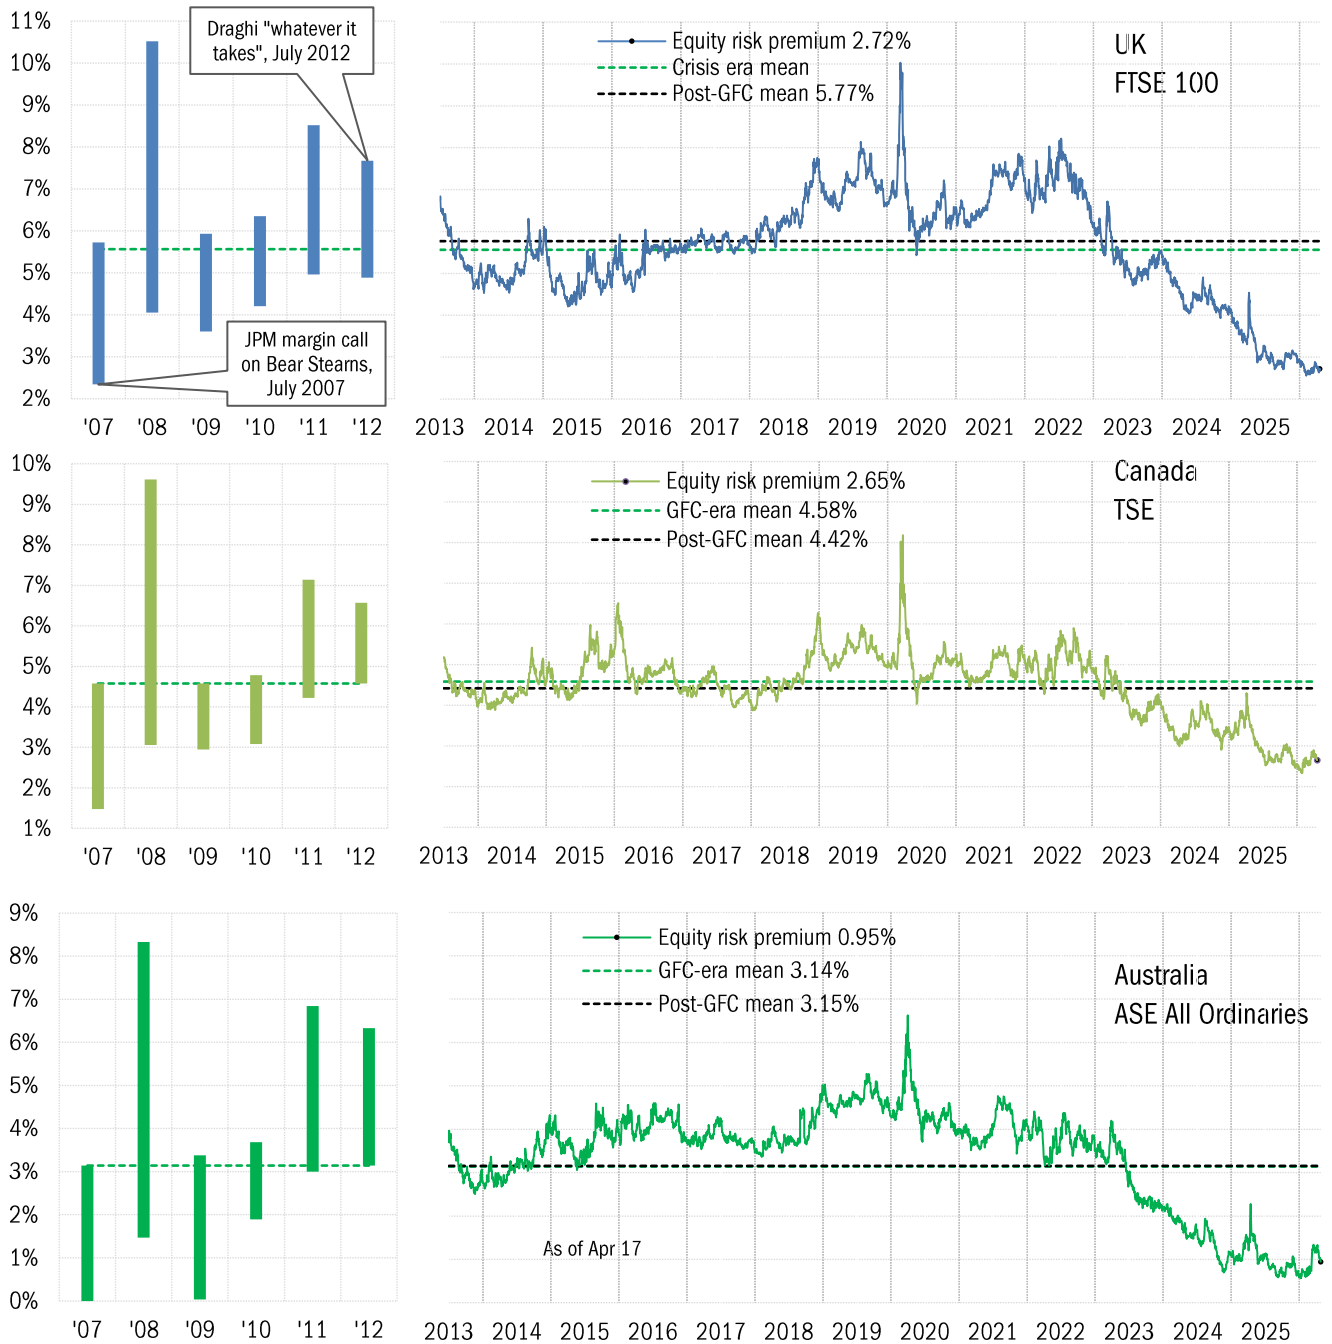 11%
10%
9%
8%
7%
6%
5%
4%
3%
2%
Draghi "whatever it
takes", July 2012
JPM margin call
on Bear Stearns,
July 2007
'07 '08 '09 '10 '11 '12
Equity risk premium 2.72%
Crisis era mean
Post-GFC mean 5.77%
UK
FTSE 100
2013 2014 2015 2016 2017 2018 2019 2020 2021 2022 2023 2024 2025
10%
9%
8%
7%
6%
5%
4%
3%
2%
1%
'07 '08 '09 '10 '11 '12
Equity risk premium 2.65%
GFC-era mean 4.58%
Post-GFC mean 4.42%
Canada
TSE
2013 2014 2015 2016 2017 2018 2019 2020 2021 2022 2023 2024 2025
9%
8%
7%
6%
5%
4%
3%
2%
1%
0%
'07 '08 '09 '10 '11 '12
Equity risk premium 0.95%
GFC-era mean 3.14%
Post-GFC mean 3.15%
Australia
ASE All Ordinaries
As of Apr 17
2013 2014 2015 2016 2017 2018 2019 2020 2021 2022 2023 2024 2025